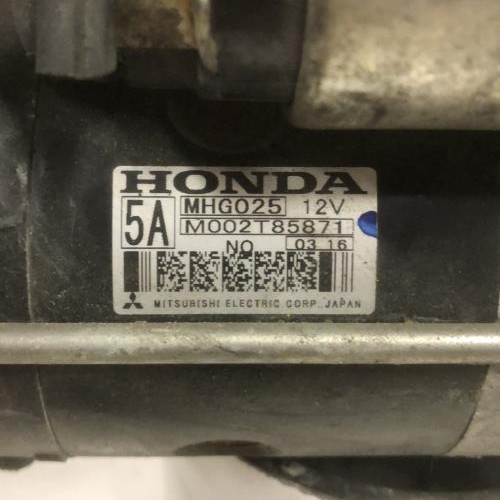 HONDA
5A MHG025 12V
M002T85871
NO 03 16
MITSUBISHI ELECTRIC CORP., JAPAN